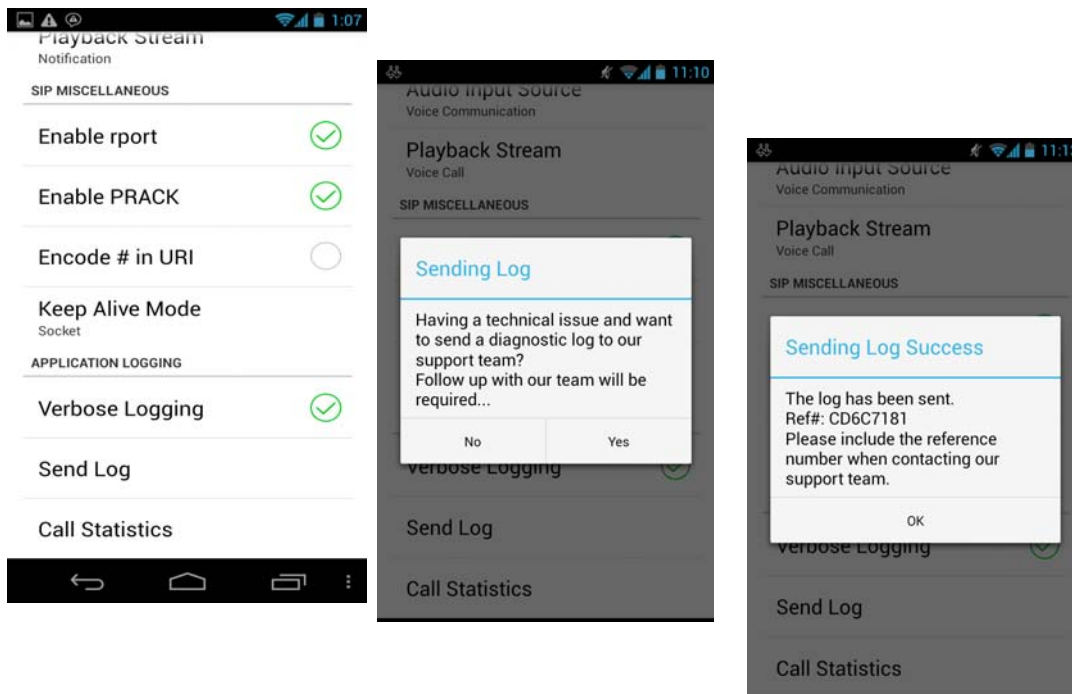 1:07
Playback Stream
Notification
SIP MISCELLANEOUS
Enable rport
Enable PRACK
Encode # in URI
Keep Alive Mode
Socket
APPLICATION LOGGING
Verbose Logging
Send Log
Call Statistics
11:10
Audio Input Source
Voice Communication
Playback Stream
Voice Call
SIP MISCELLANEOUS
Sending Log
Having a technical issue and want
to send a diagnostic log to our
support team?
Follow up with our team will be
required...
No
Yes
Verbose Logging
Send Log
Call Statistics
Audio Input Source
Voice Communication
Playback Stream
Voice Call
SIP MISCELLANEOUS
Sending Log Success
The log has been sent.
Ref#: CD6C7181
Please include the reference
number when contacting our
support team.
OK
Verbose Logging
Send Log
Call Statistics